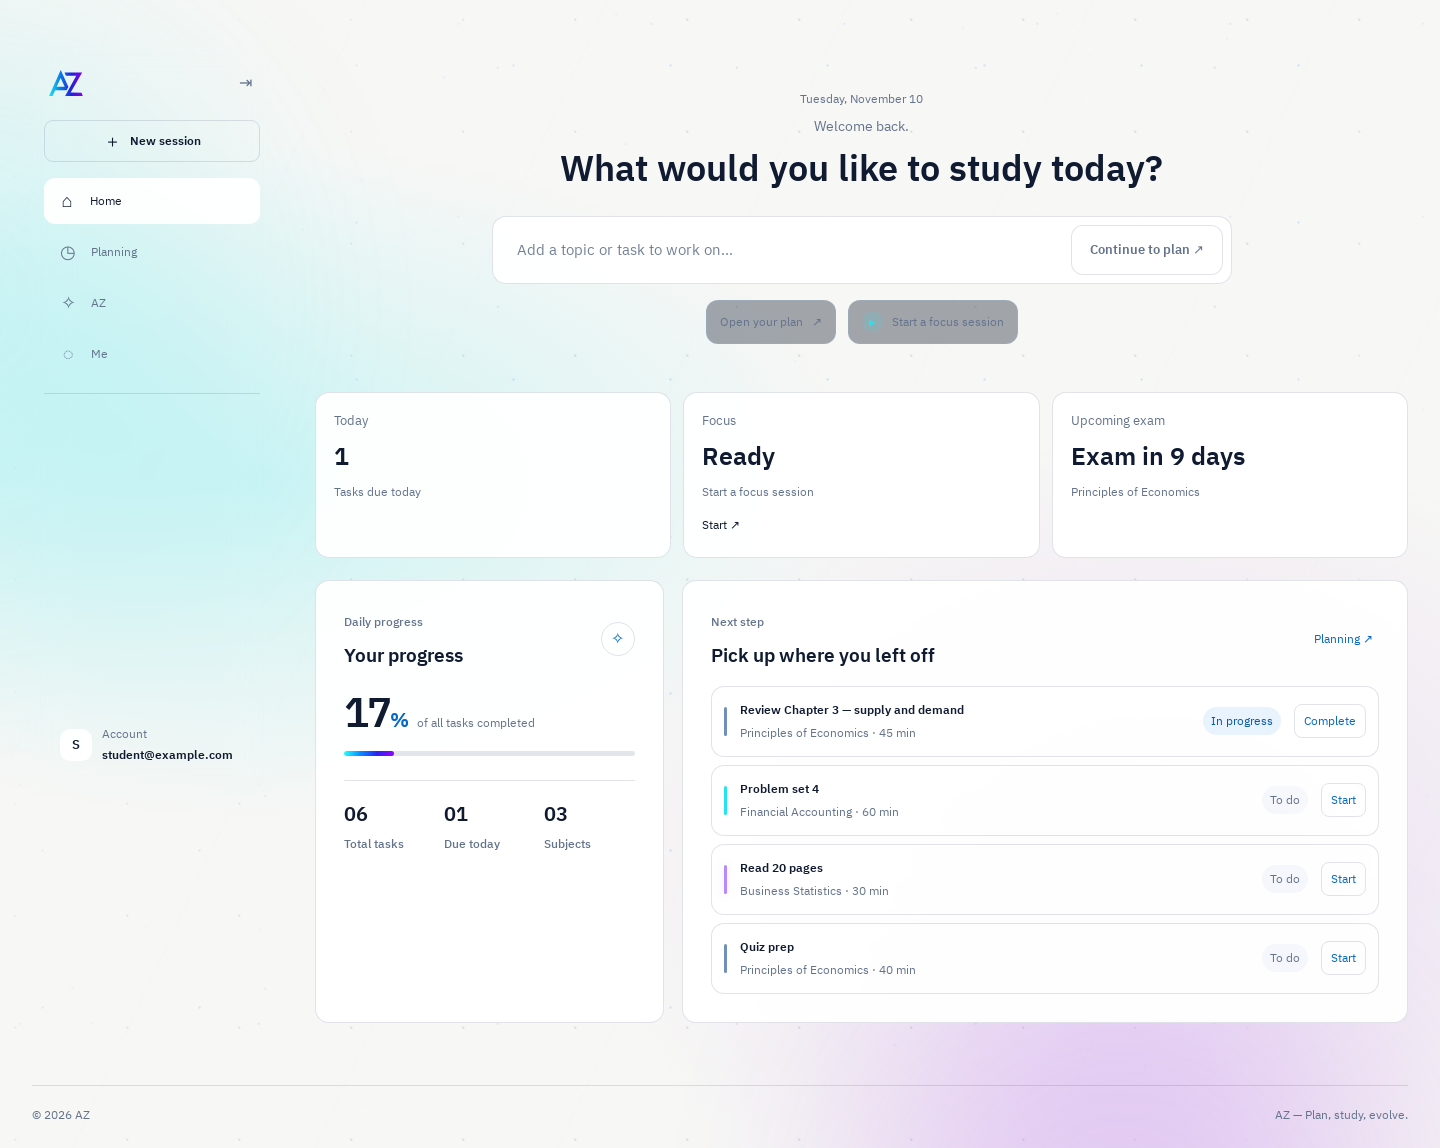 AZ
New session
Home
Planning
AZ
Me
Account
S
student@example.com
Tuesday, November 10
Welcome back.
What would you like to study today?
Add a topic or task to work on...
Continue to plan ↗
Open your plan ↗
Start a focus session
Today
1
Tasks due today
Focus
Ready
Start a focus session
Start ↗
Upcoming exam
Exam in 9 days
Principles of Economics
Daily progress
Your progress
17% of all tasks completed
06 01 03
Total tasks Due today Subjects
Next step
Pick up where you left off
Planning ↗
Review Chapter 3 — supply and demand
Principles of Economics · 45 min
In progress
Complete
Problem set 4
Financial Accounting · 60 min
To do
Start
Read 20 pages
Business Statistics · 30 min
To do
Start
Quiz prep
Principles of Economics · 40 min
To do
Start
© 2026 AZ
AZ — Plan, study, evolve.